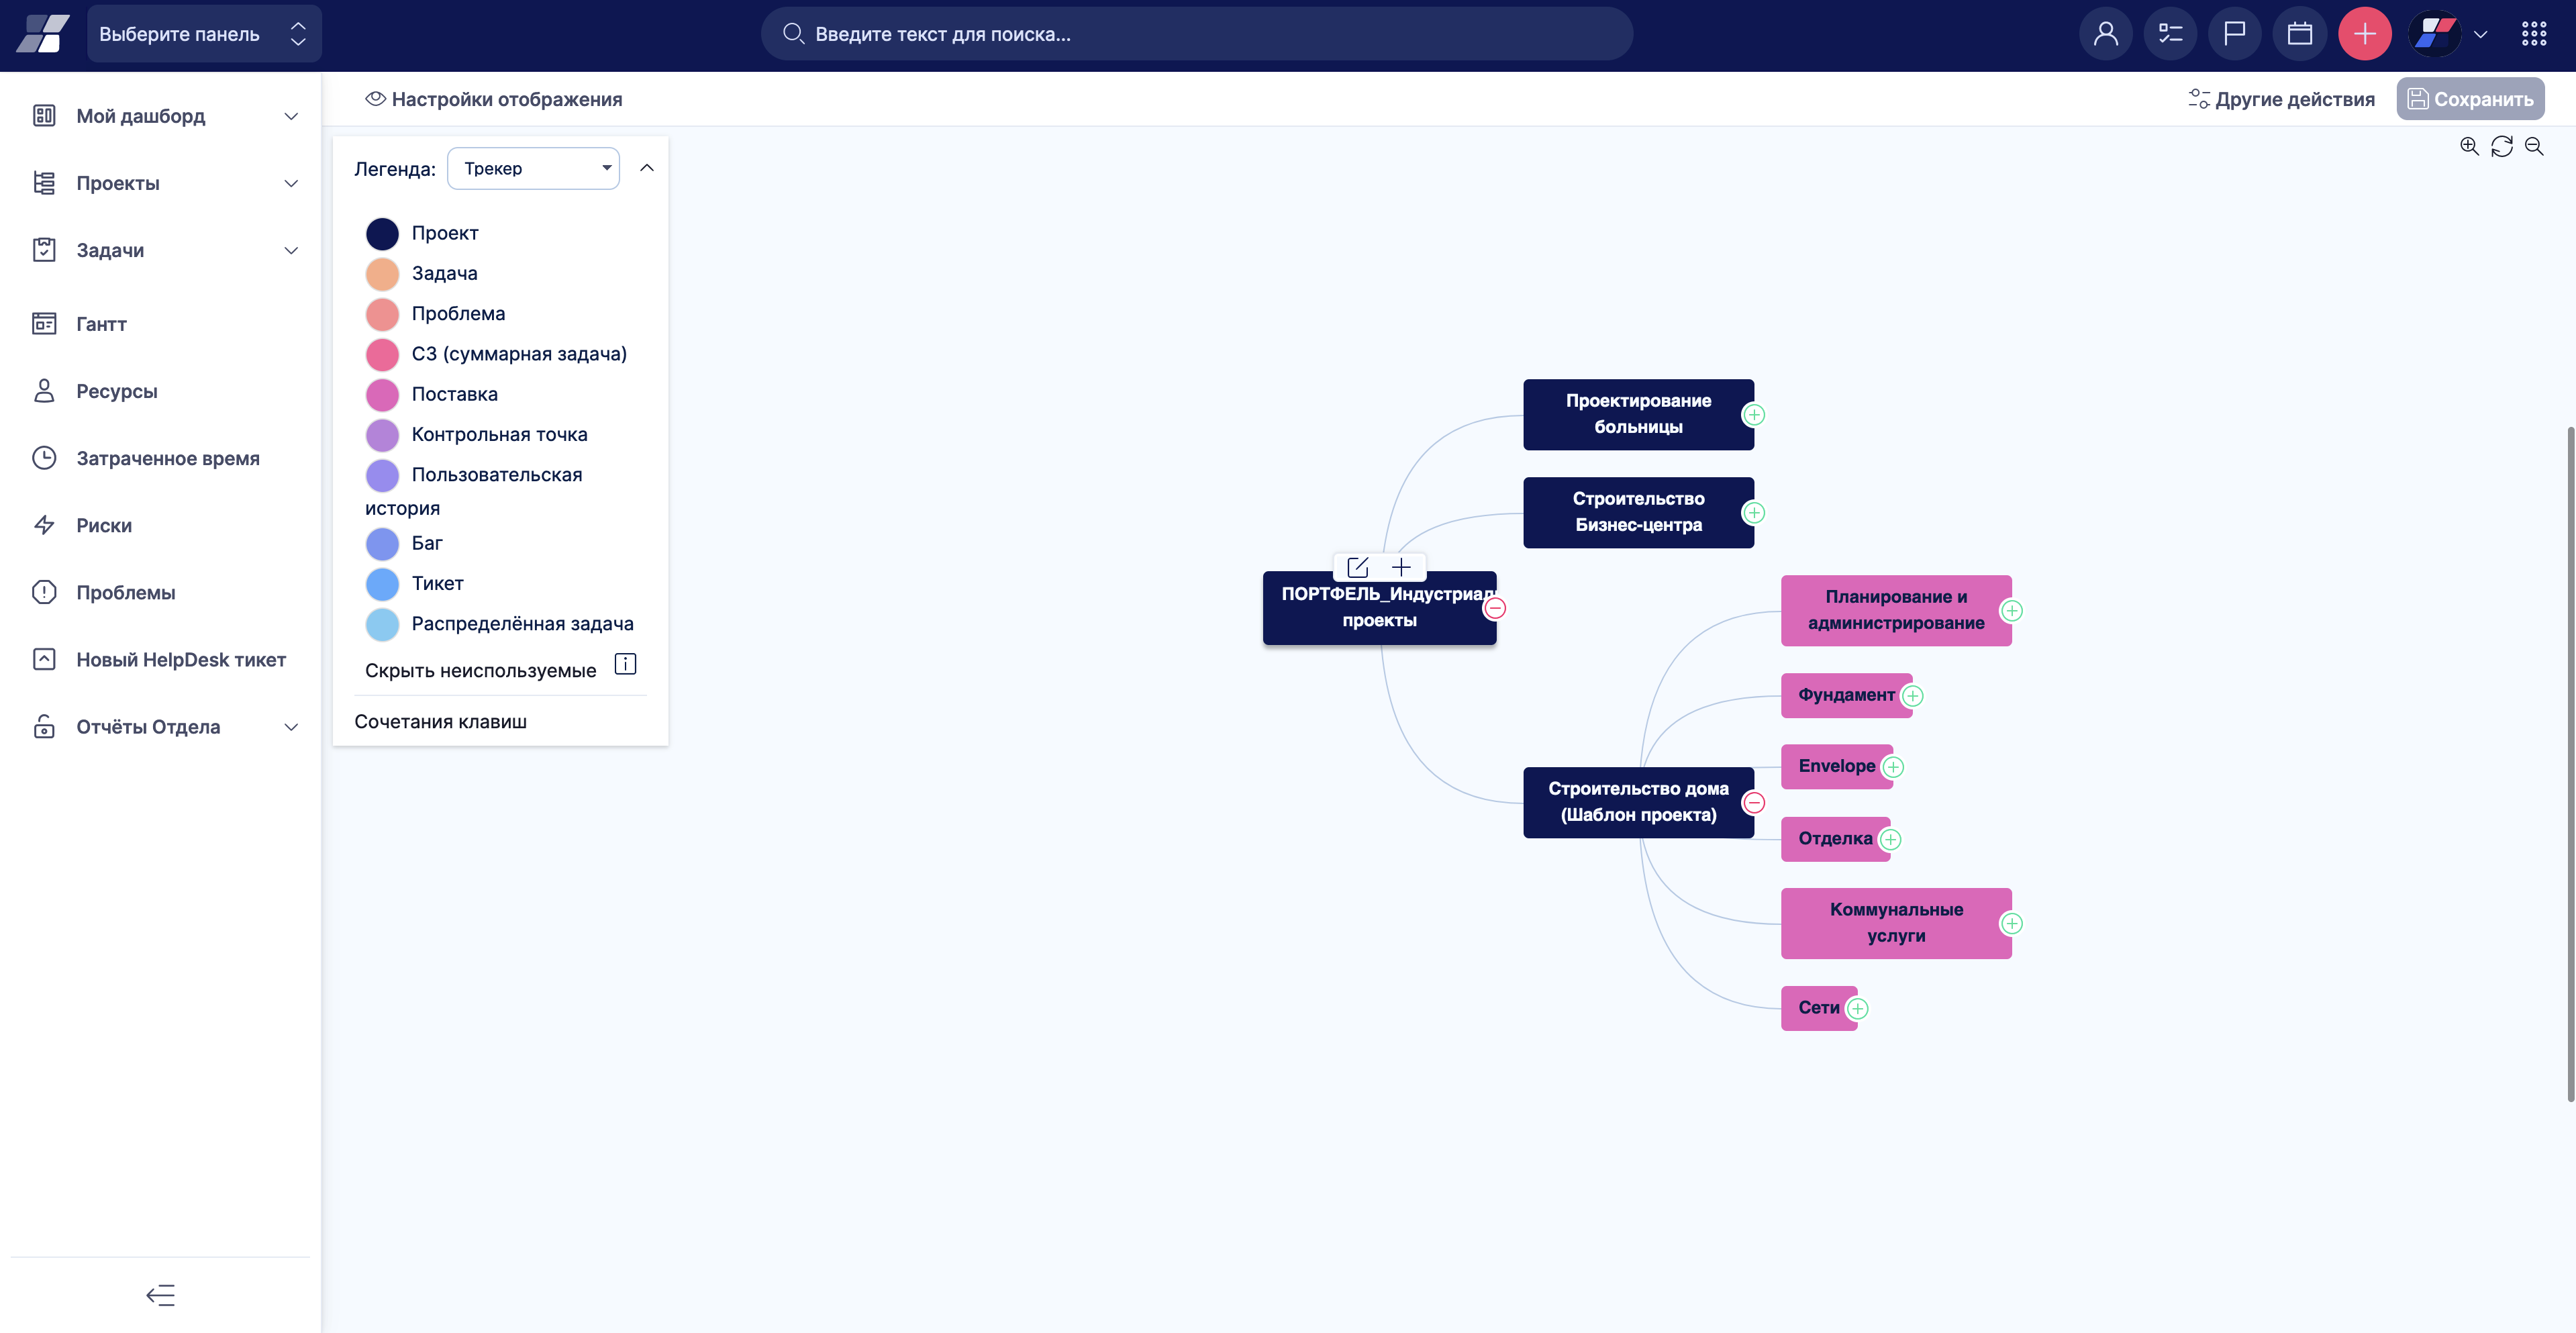 Выберите панель
Введите текст для поиска...
Мой дашборд
Проекты
Задачи
Гантт
Ресурсы
Затраченное время
Риски
Проблемы
Новый HelpDesk тикет
Отчёты Отдела
Настройки отображения
Другие действия
Сохранить
Легенда:
Трекер
Проект
Задача
Проблема
СЗ (суммарная задача)
Поставка
Контрольная точка
Пользовательская
история
Баг
Тикет
Распределённая задача
Скрыть неиспользуемые
Сочетания клавиш
ПОРТФЕЛЬ_Индустриал
проекты
Проектирование
больницы
Строительство
Бизнес-центра
Строительство дома
(Шаблон проекта)
Планирование и
администрирование
Фундамент
Envelope
Отделка
Коммунальные
услуги
Сети